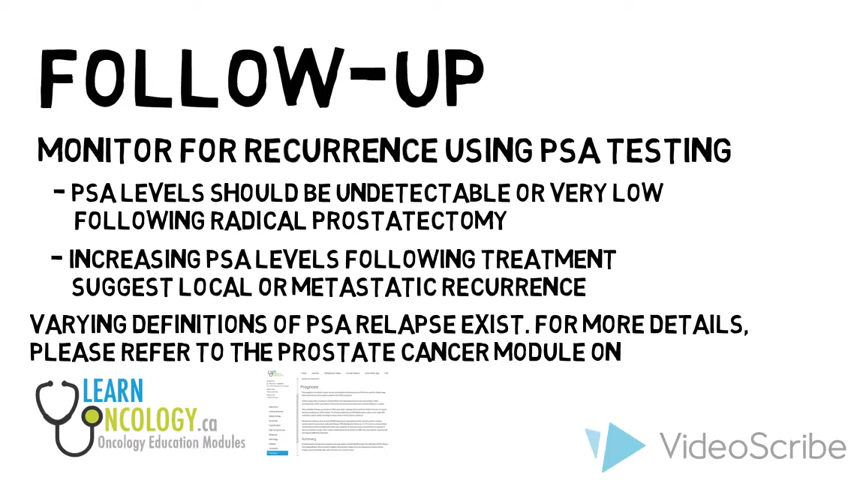 FOLLOW-UP
MONITOR FOR RECURRENCE USING PSA TESTING
- PSA LEVELS SHOULD BE UNDETECTABLE OR VERY LOW
FOLLOWING RADICAL PROSTATECTOMY
- INCREASING PSA LEVELS FOLLOWING TREATMENT
SUGGEST LOCAL OR METASTATIC RECURRENCE
VARYING DEFINITIONS OF PSA RELAPSE EXIST. FOR MORE DETAILS,
PLEASE REFER TO THE PROSTATE CANCER MODULE ON
LEARN
ONCOLOGY.ca
Oncology Education Modules
Prognosis
Summary
VideoScribe